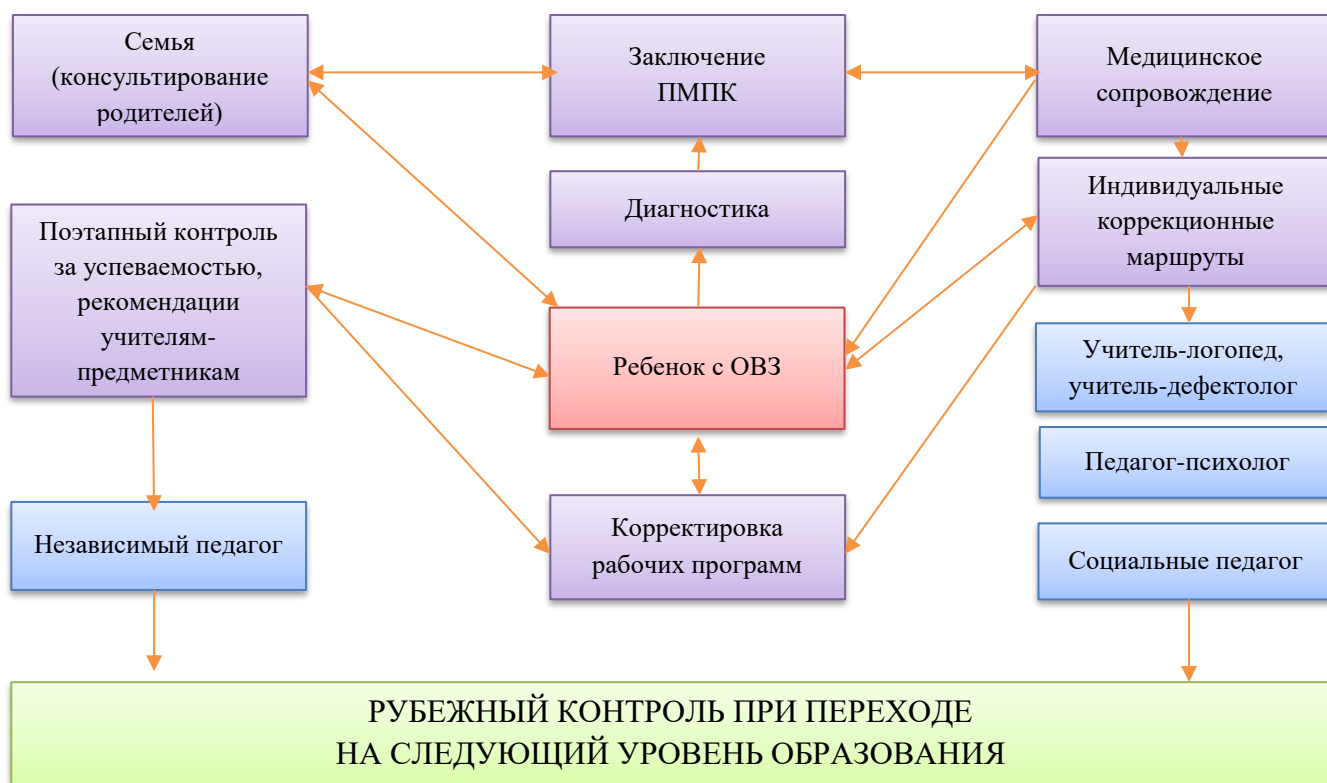 Семья
(консультирование
родителей)
Заключение
ПМПК
Медицинское
сопровождение
Диагностика
Индивидуальные
коррекционные
маршруты
Поэтапный контроль
за успеваемостью,
рекомендации
учителям-
предметникам
Ребенок с ОВЗ
Учитель-логопед,
учитель-дефектолог
Педагог-психолог
Независимый педагог
Корректировка
рабочих программ
Социальные педагог
РУБЕЖНЫЙ КОНТРОЛЬ ПРИ ПЕРЕХОДЕ
НА СЛЕДУЮЩИЙ УРОВЕНЬ ОБРАЗОВАНИЯ